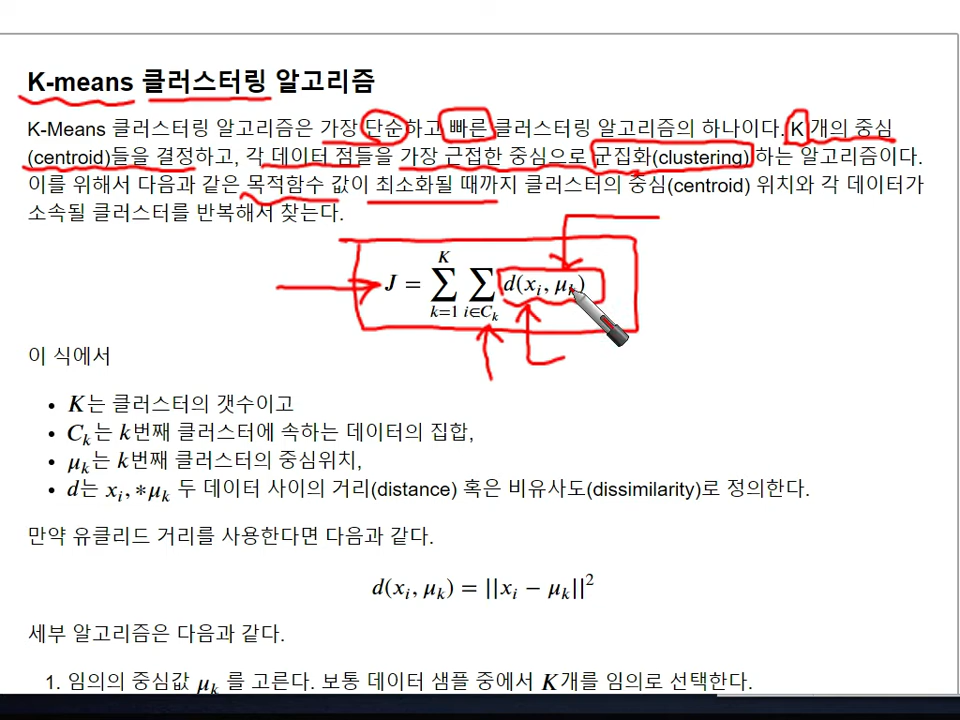 K-means 클러스터링 알고리즘
K-Means 클러스터링 알고리즘은 가장 단순하고 빠른 클러스터링 알고리즘의 하나이다. K 개의 중심
(centroid)들을 결정하고, 각 데이터 점들을 가장 근접한 중심으로 군집화(clustering) 하는 알고리즘이다.
이를 위해서 다음과 같은 목적함수 값이 최소화될 때까지 클러스터의 중심(centroid) 위치와 각 데이터가
소속될 클러스터를 반복해서 찾는다.
J = ∑_{k=1}^{K} ∑_{i∈C_k} d(x_i, μ_k)
이 식에서
• K는 클러스터의 갯수이고
• C_k는 k번째 클러스터에 속하는 데이터의 집합,
• μ_k는 k번째 클러스터의 중심위치,
• d는 x_i, *μ_k 두 데이터 사이의 거리(distance) 혹은 비유사도(dissimilarity)로 정의한다.
만약 유클리드 거리를 사용한다면 다음과 같다.
d(x_i, μ_k) = ||x_i − μ_k||²
세부 알고리즘은 다음과 같다.
1. 임의의 중심값 μ_k 를 고른다. 보통 데이터 샘플 중에서 K개를 임의로 선택한다.